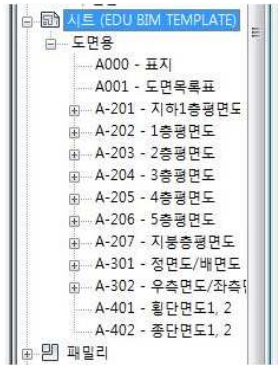 시트 (EDU BIM TEMPLATE)
도면용
A000 - 표지
A001 - 도면목록표
A-201 - 지하1층평면도
A-202 - 1층평면도
A-203 - 2층평면도
A-204 - 3층평면도
A-205 - 4층평면도
A-206 - 5층평면도
A-207 - 지붕층평면도
A-301 - 정면도/배면도
A-302 - 우측면도/좌측
A-401 - 횡단면도1, 2
A-402 - 종단면도1, 2
패밀리